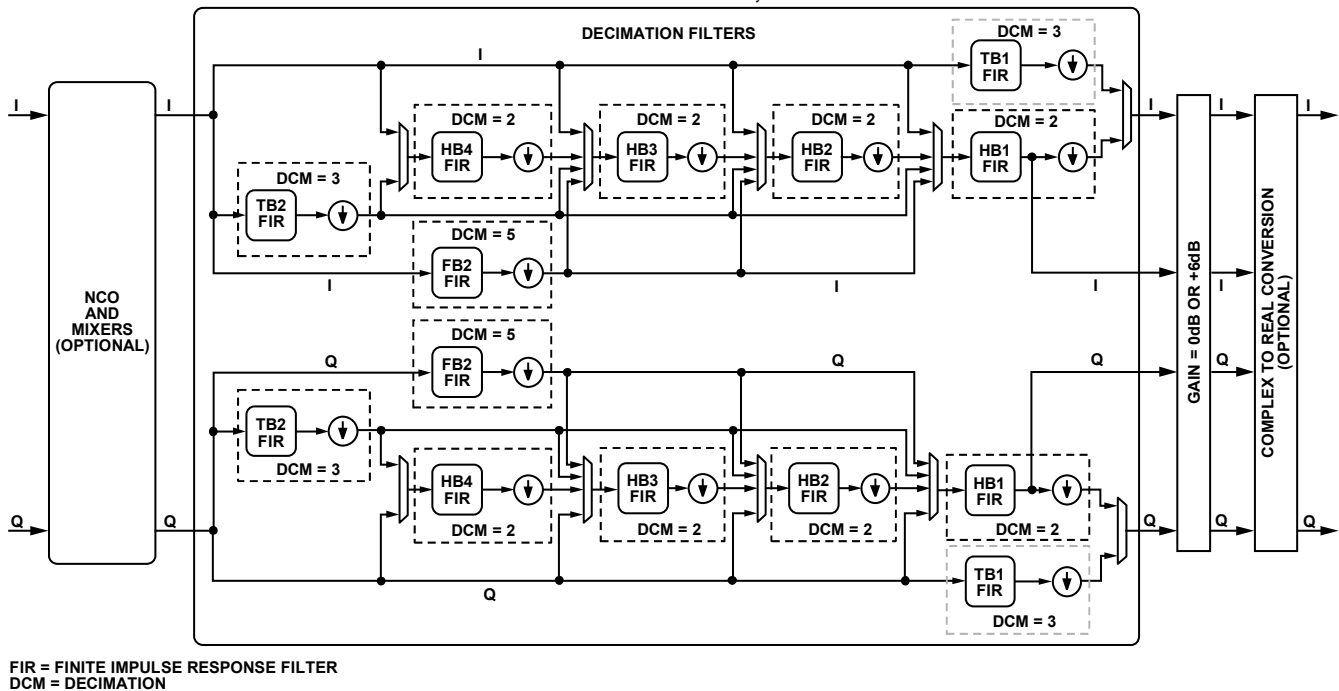 DECIMATION FILTERS
DCM = 3
I
TB1
FIR
I
I
I
I
I
DCM = 2
HB4
FIR
DCM = 2
HB3
FIR
DCM = 2
HB2
FIR
DCM = 2
HB1
FIR
DCM = 3
TB2
FIR
DCM = 5
FB2
FIR
I
I
I
I
NCO
AND
MIXERS
(OPTIONAL)
GAIN = 0dB OR +6dB
COMPLEX TO REAL CONVERSION
(OPTIONAL)
DCM = 5
FB2
FIR
Q
Q
Q
Q
TB2
FIR
DCM = 3
HB4
FIR
DCM = 2
HB3
FIR
DCM = 2
HB2
FIR
DCM = 2
HB1
FIR
DCM = 2
Q
Q
Q
Q
Q
Q
TB1
FIR
DCM = 3
FIR = FINITE IMPULSE RESPONSE FILTER
DCM = DECIMATION